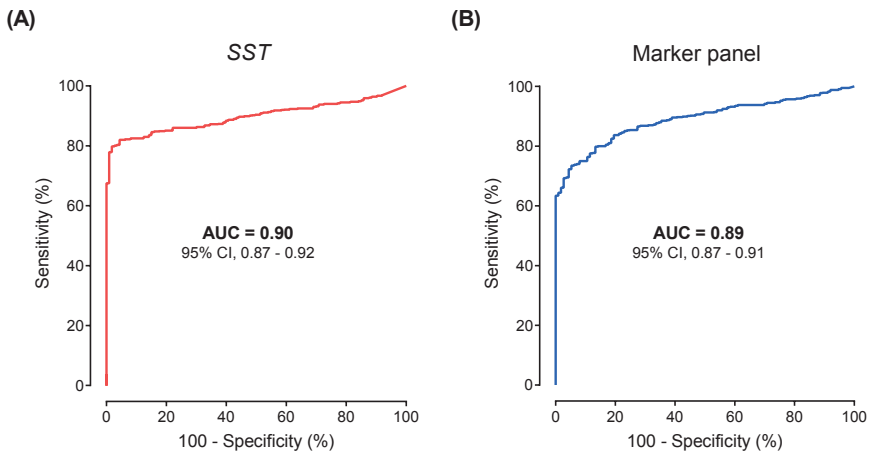 (A)
SST
Sensitivity (%)
100
80
60
40
20
0
AUC = 0.90
95% CI, 0.87 - 0.92
0 20 40 60 80 100
100 - Specificity (%)
(B)
Marker panel
Sensitivity (%)
100
80
60
40
20
0
AUC = 0.89
95% CI, 0.87 - 0.91
0 20 40 60 80 100
100 - Specificity (%)